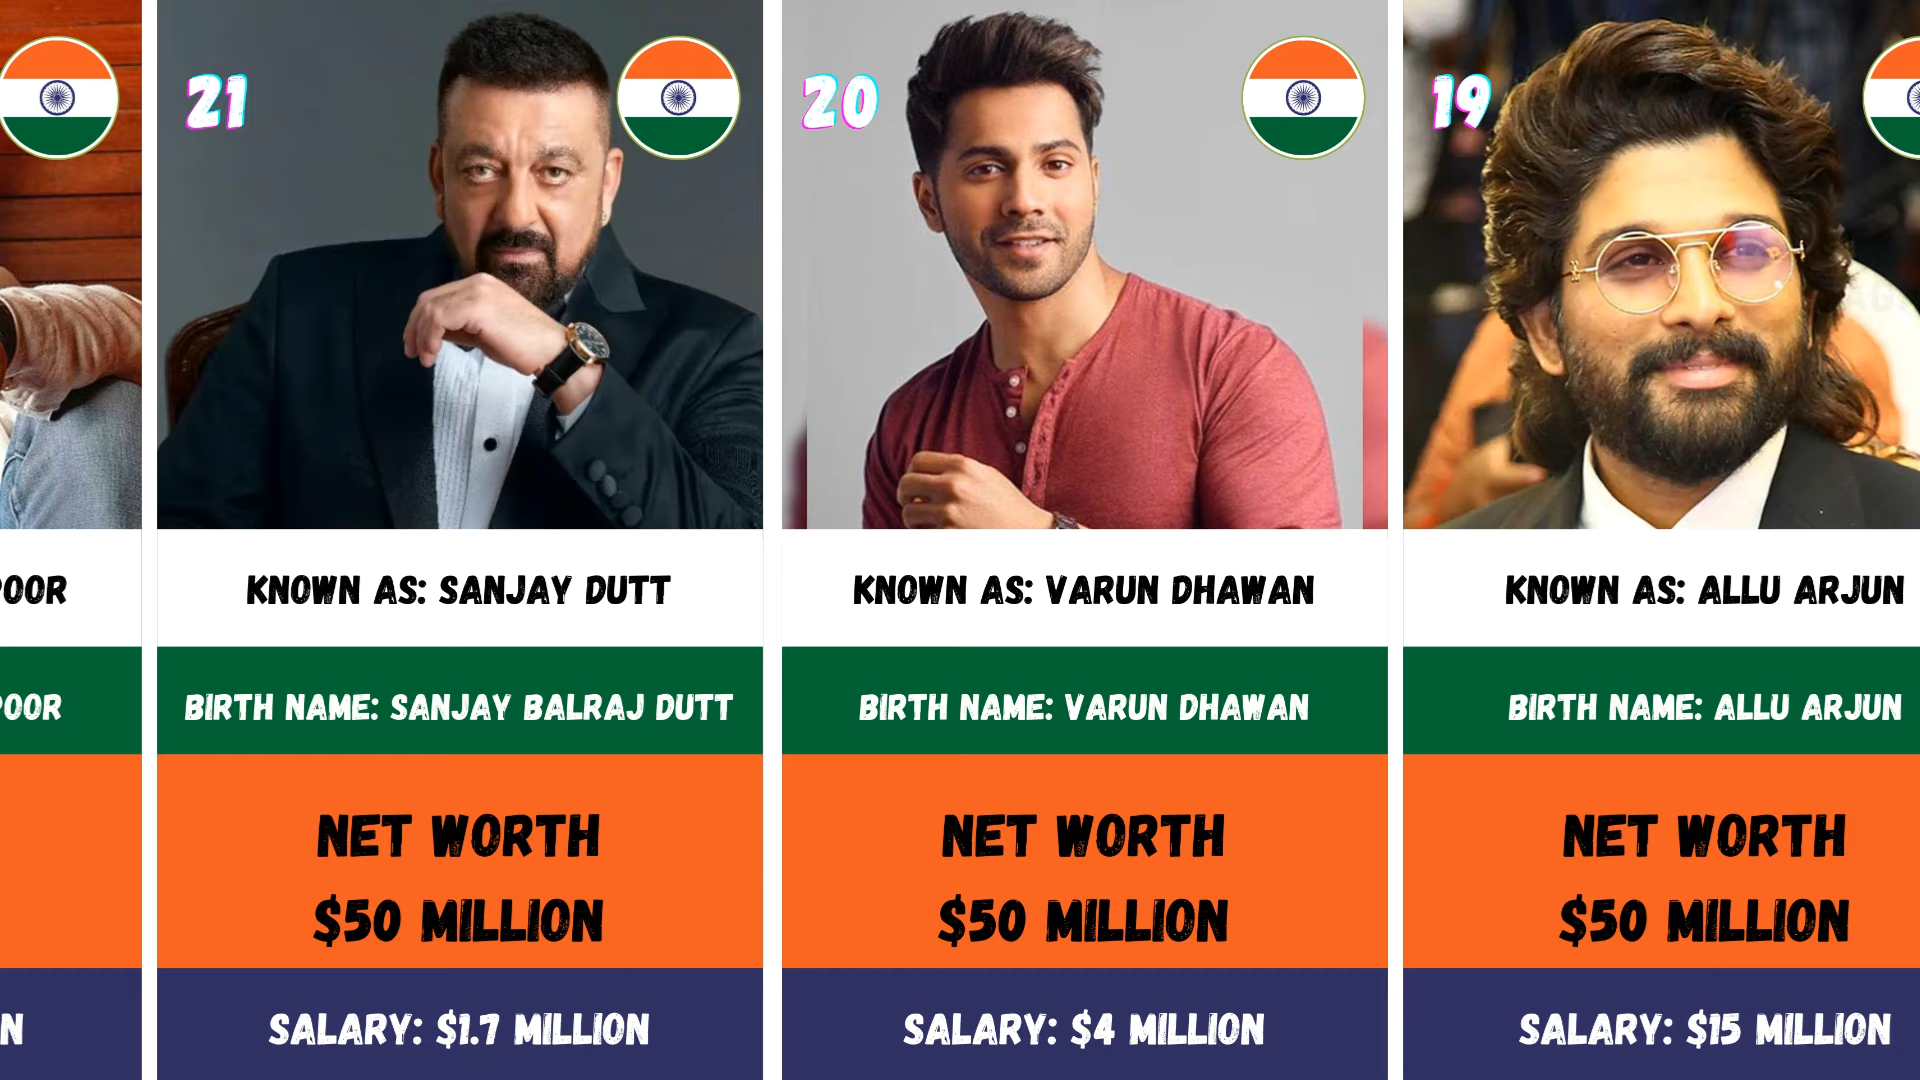 POOR
POOR
N
21
KNOWN AS: SANJAY DUTT
BIRTH NAME: SANJAY BALRAJ DUTT
NET WORTH
$50 MILLION
SALARY: $1.7 MILLION
20
KNOWN AS: VARUN DHAWAN
BIRTH NAME: VARUN DHAWAN
NET WORTH
$50 MILLION
SALARY: $4 MILLION
19
KNOWN AS: ALLU ARJUN
BIRTH NAME: ALLU ARJUN
NET WORTH
$50 MILLION
SALARY: $15 MILLION